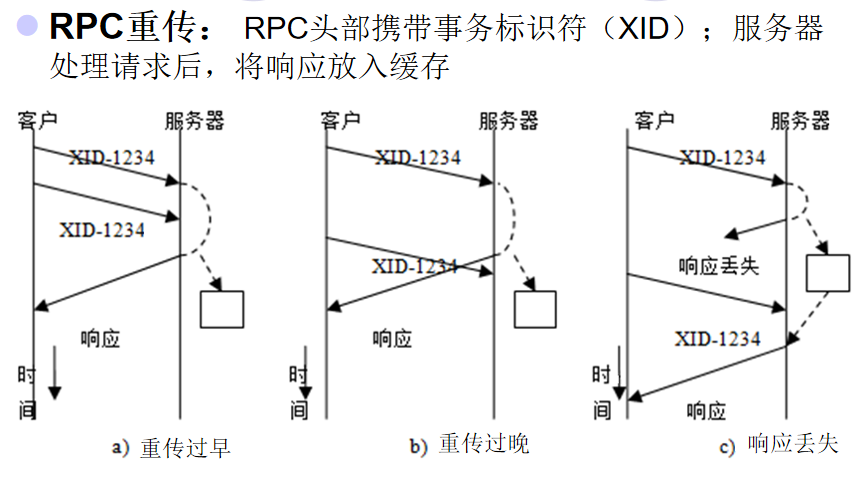 RPC重传： RPC头部携带事务标识符（XID）；服务器
处理请求后，将响应放入缓存
客户 服务器
XID-1234
XID-1234
响应
时
间
a) 重传过早
客户 服务器
XID-1234
XID-1234
响应
时
间
b) 重传过晚
客户 服务器
XID-1234
响应丢失
XID-1234
响应
时
间
c) 响应丢失